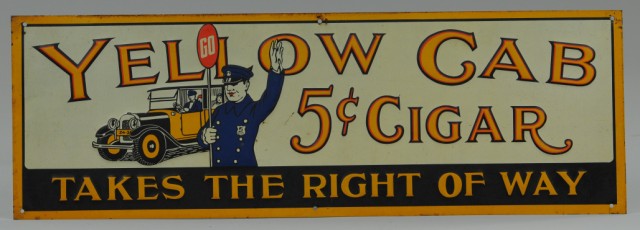 YELLOW CAB
GO
5¢ CIGAR
TAKES THE RIGHT OF WAY